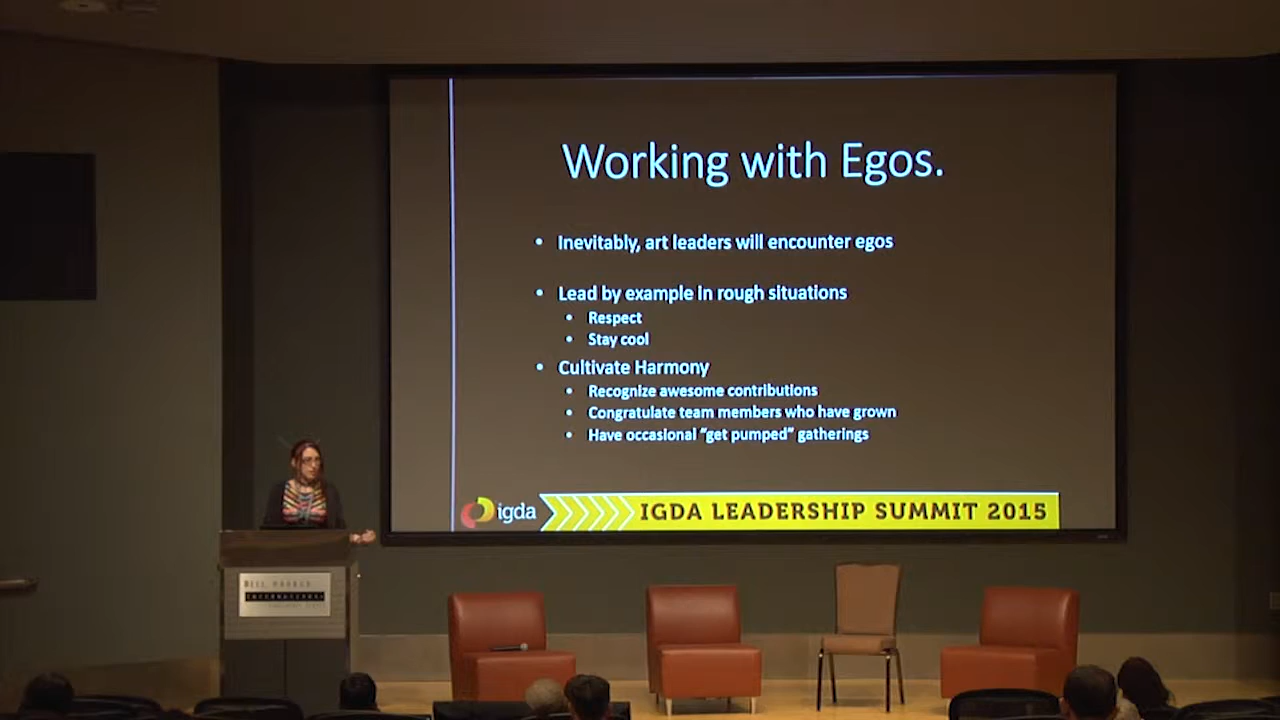 Working with Egos.
• Inevitably, art leaders will encounter egos
• Lead by example in rough situations
• Respect
• Stay cool
• Cultivate Harmony
• Recognize awesome contributions
• Congratulate team members who have grown
• Have occasional "get pumped" gatherings
igda IGDA LEADERSHIP SUMMIT 2015
INTERNATIONAL